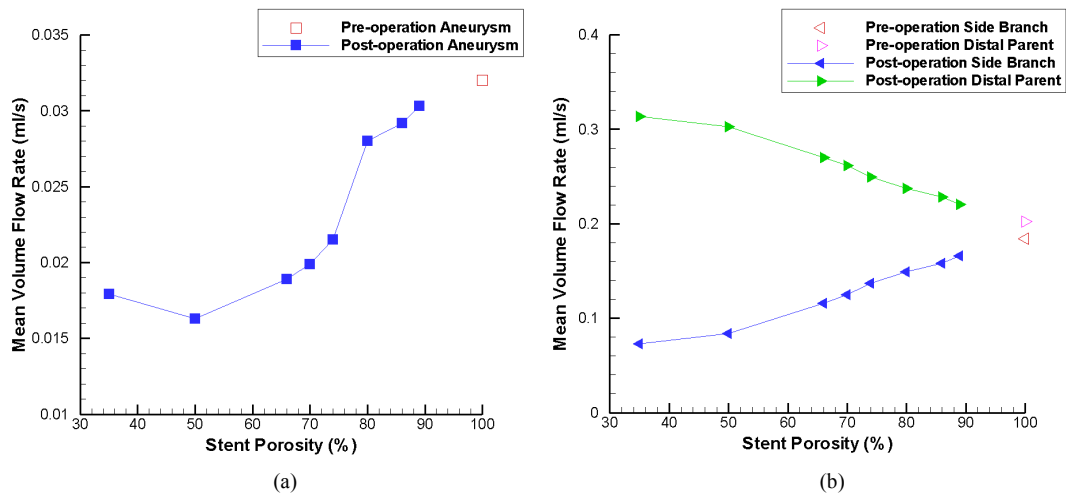 Pre-operation Aneurysm
Post-operation Aneurysm
0.035
0.03
0.025
0.02
0.015
0.01
Mean Volume Flow Rate (ml/s)
30 40 50 60 70 80 90 100
Stent Porosity (%)
(a)
Pre-operation Side Branch
Pre-operation Distal Parent
Post-operation Side Branch
Post-operation Distal Parent
0.4
0.3
0.2
0.1
0
Mean Volume Flow Rate (ml/s)
30 40 50 60 70 80 90 100
Stent Porosity (%)
(b)